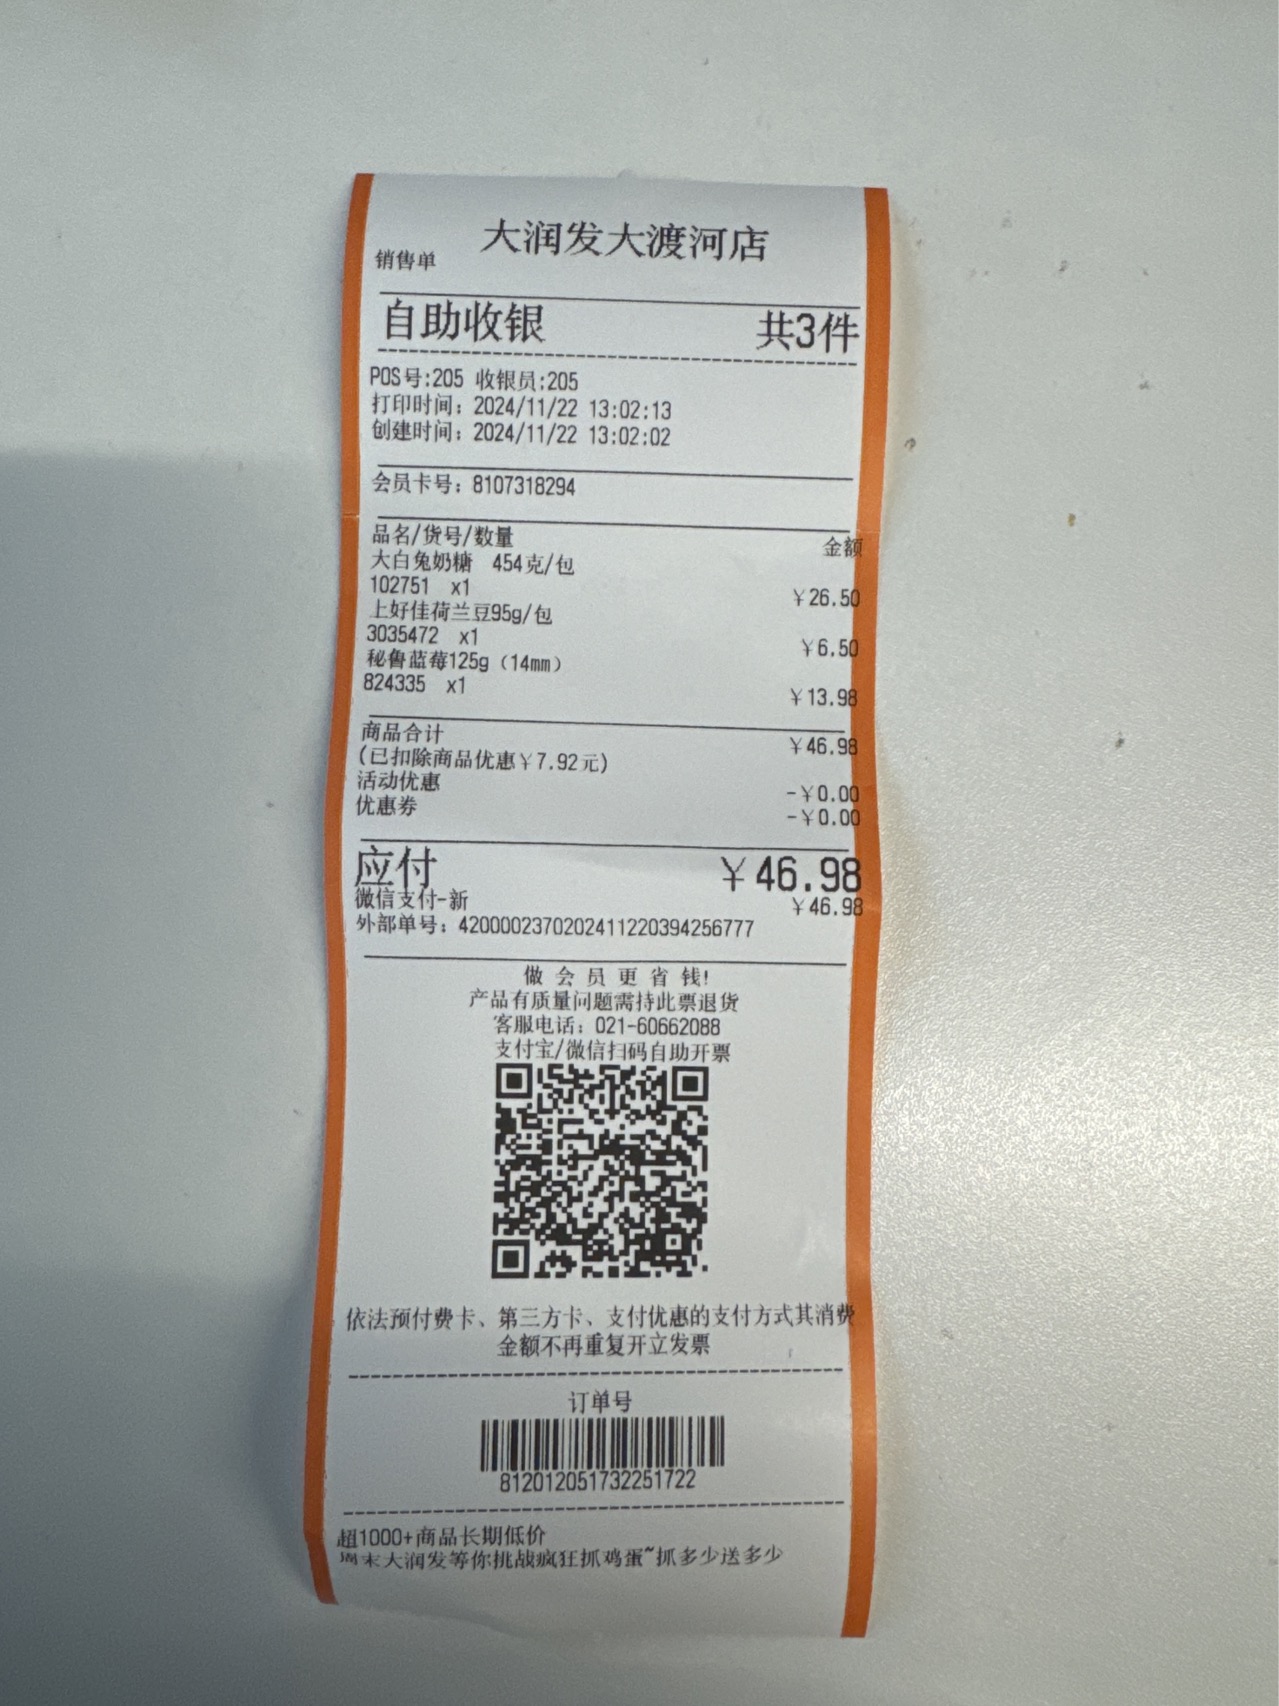 大润发大渡河店
销售单
自助收银 共3件
POS号:205 收银员:205
打印时间：2024/11/22 13:02:13
创建时间：2024/11/22 13:02:02
会员卡号：8107318294
品名/货号/数量 金额
大白兔奶糖 454克/包
102751 x1 ￥26.50
上好佳荷兰豆95g/包
3035472 x1 ￥6.50
秘鲁蓝莓125g（14mm）
824335 x1 ￥13.98
商品合计 ￥46.98
(已扣除商品优惠￥7.92元)
活动优惠 -￥0.00
优惠券 -￥0.00
应付 ￥46.98
微信支付-新 ￥46.98
外部单号：4200002370202411220394256777
做会员更省钱!
产品有质量问题需持此票退货
客服电话：021-60662088
支付宝/微信扫码自助开票
依法预付费卡、第三方卡、支付优惠的支付方式其消费
金额不再重复开立发票
订单号
812012051732251722
超1000+商品长期低价
周末大润发等你挑战疯狂抓鸡蛋~抓多少送多少